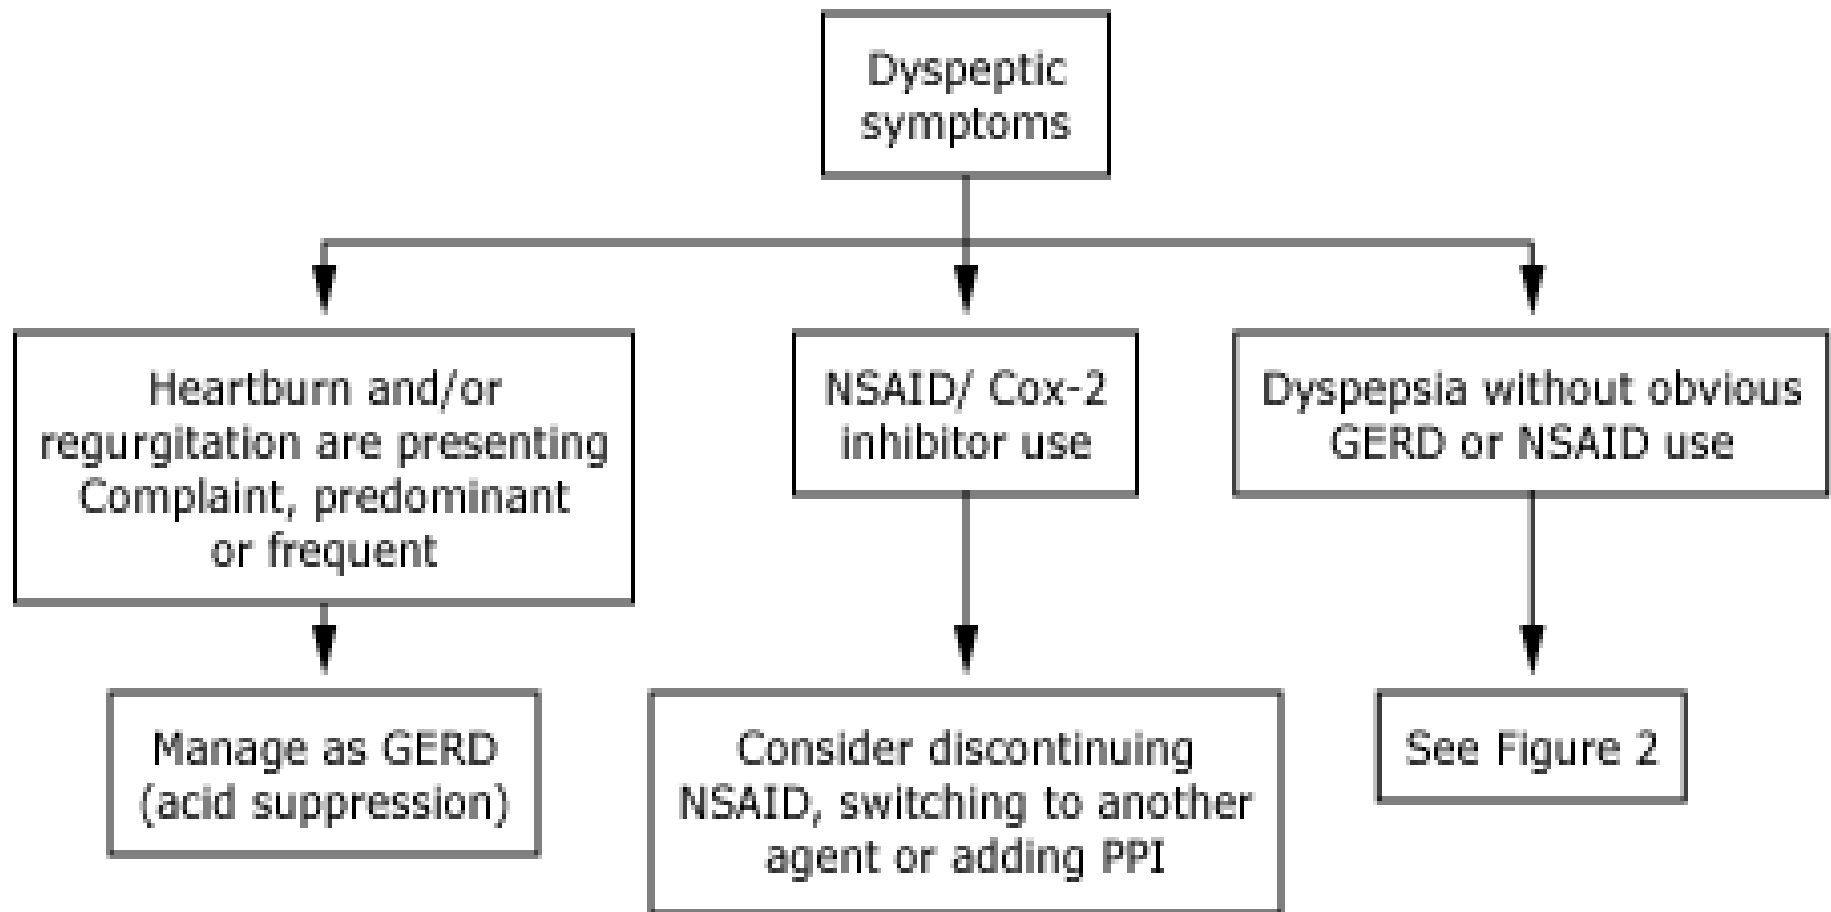 Dyspeptic
symptoms
Heartburn and/or
regurgitation are presenting
Complaint, predominant
or frequent
NSAID/ Cox-2
inhibitor use
Dyspepsia without obvious
GERD or NSAID use
Manage as GERD
(acid suppression)
Consider discontinuing
NSAID, switching to another
agent or adding PPI
See Figure 2